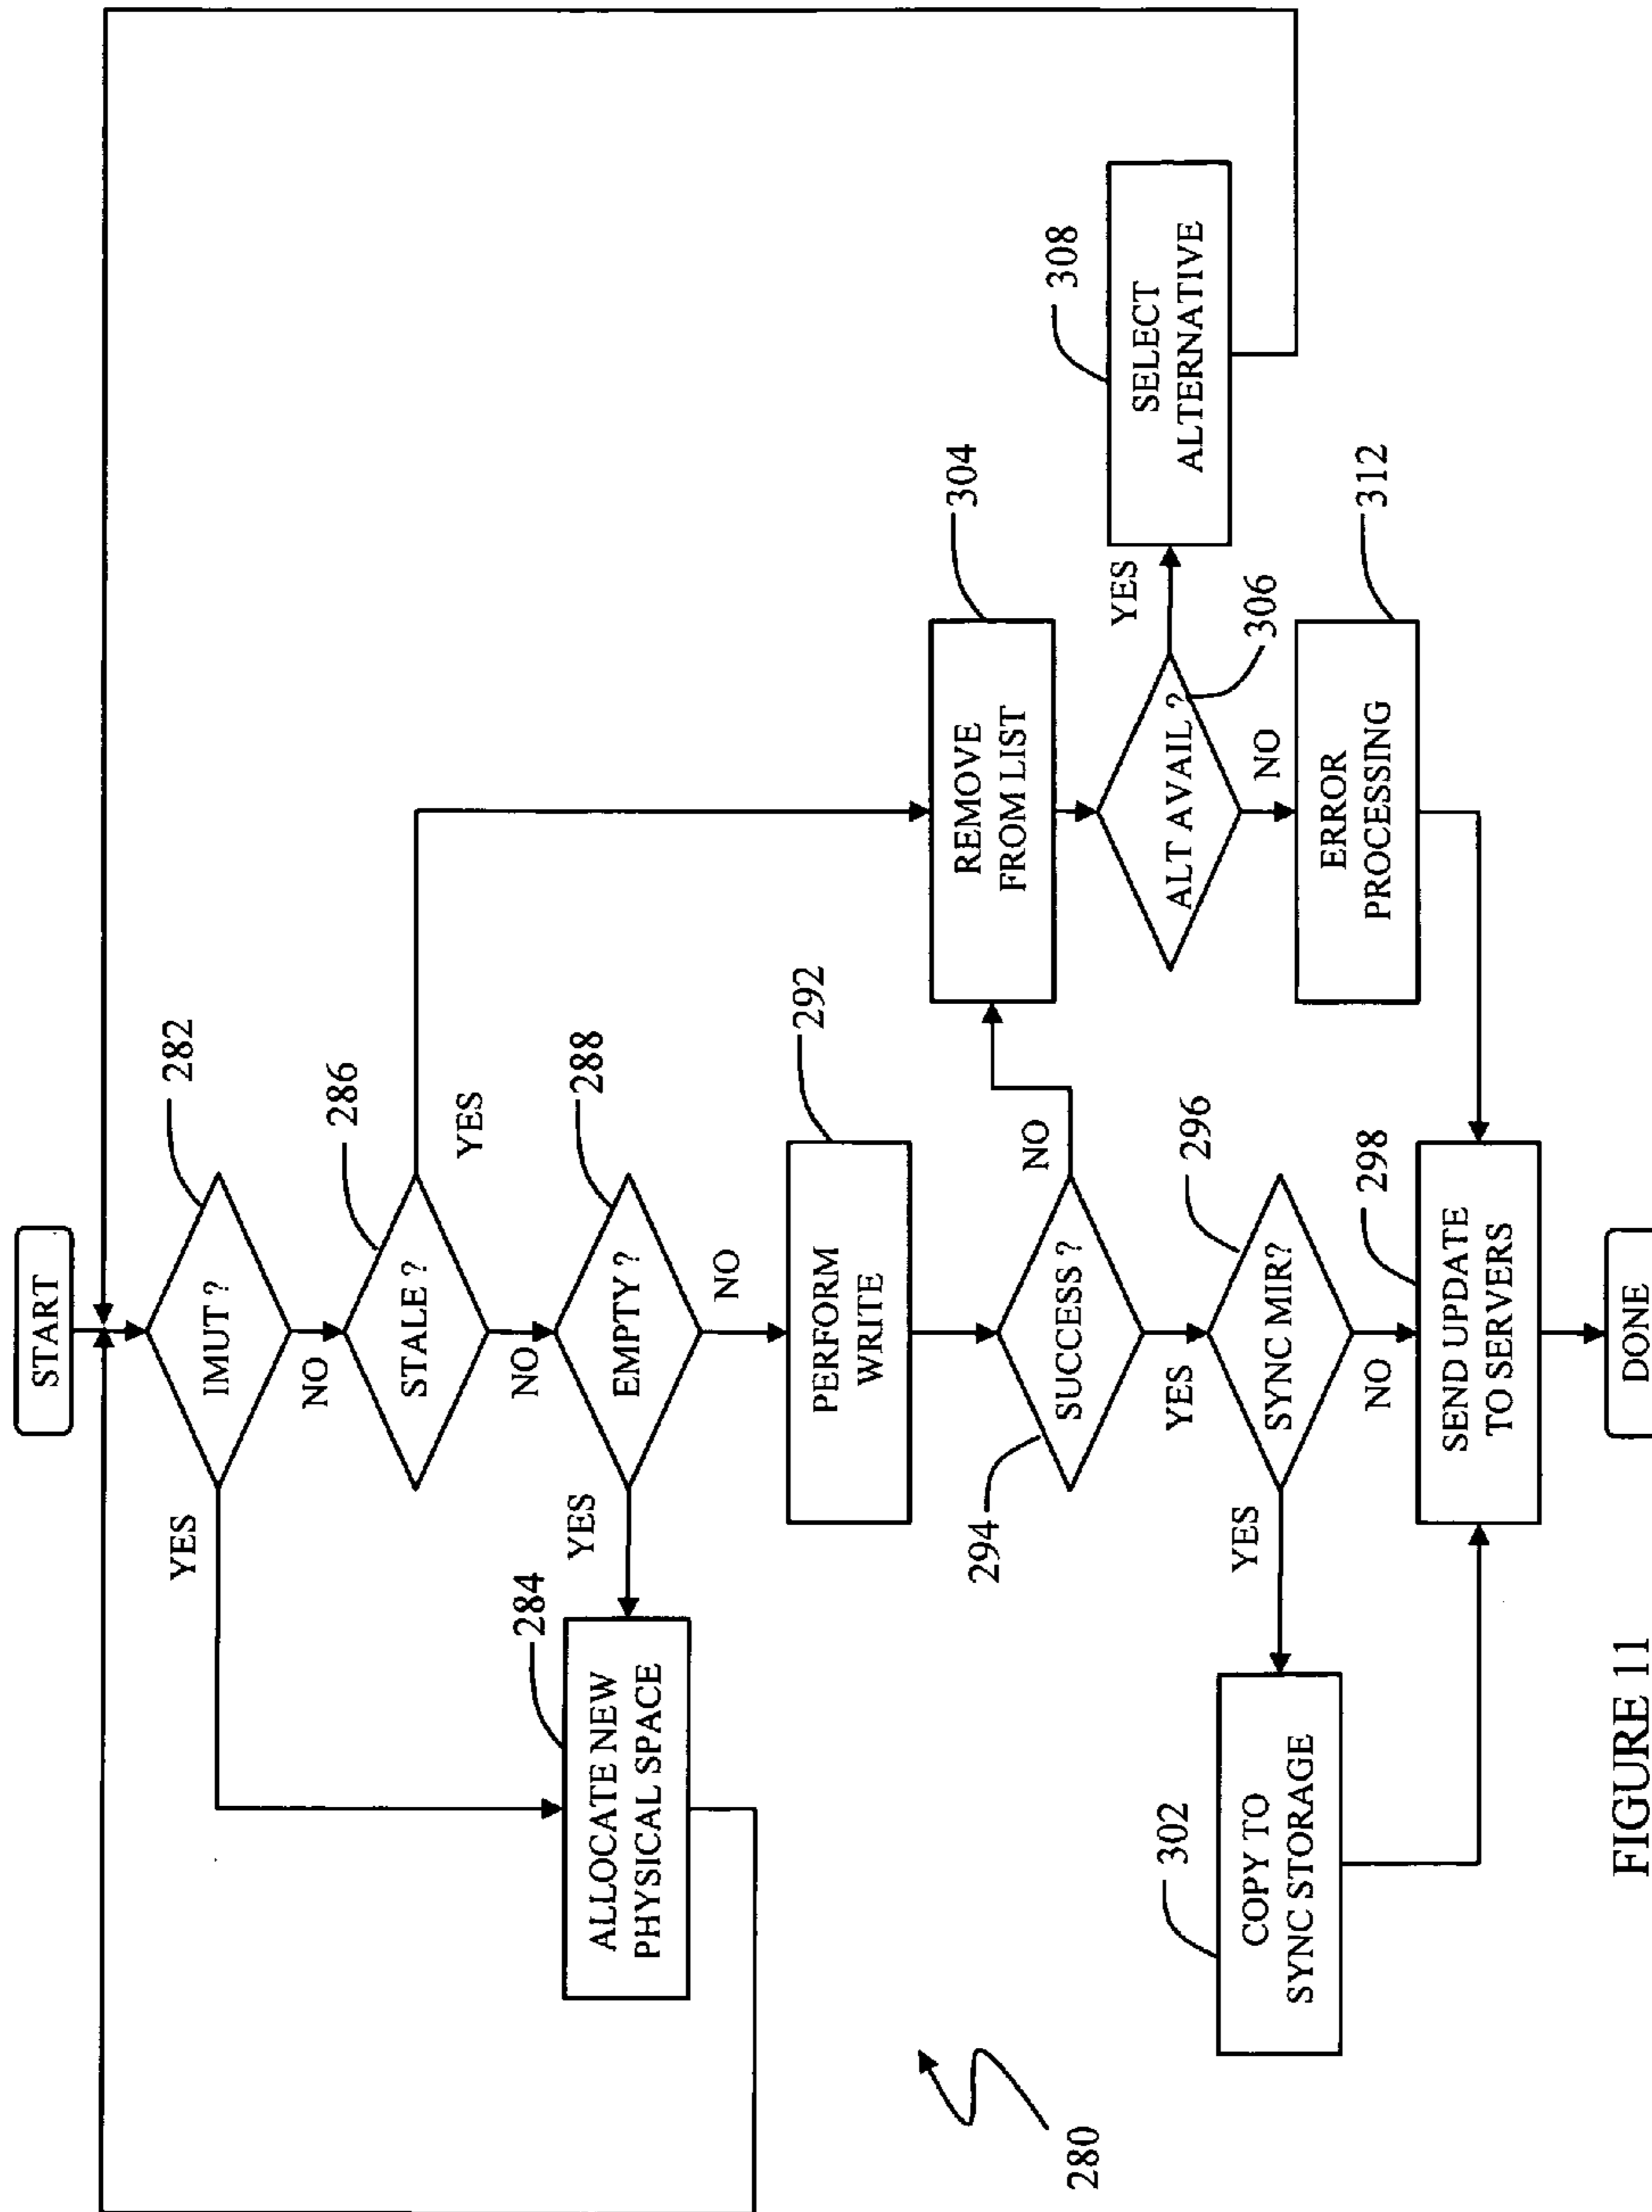 START
282
IMUT ?
YES
NO
286
STALE ?
YES
NO
288
EMPTY ?
YES
NO
284
ALLOCATE NEW
PHYSICAL SPACE
292
PERFORM
WRITE
294
SUCCESS ?
NO
YES
304
REMOVE
FROM LIST
306
ALT AVAIL ?
YES
NO
308
SELECT
ALTERNATIVE
312
ERROR
PROCESSING
296
SYNC MIR?
YES
NO
302
COPY TO
SYNC STORAGE
298
SEND UPDATE
TO SERVERS
DONE
280
FIGURE 11